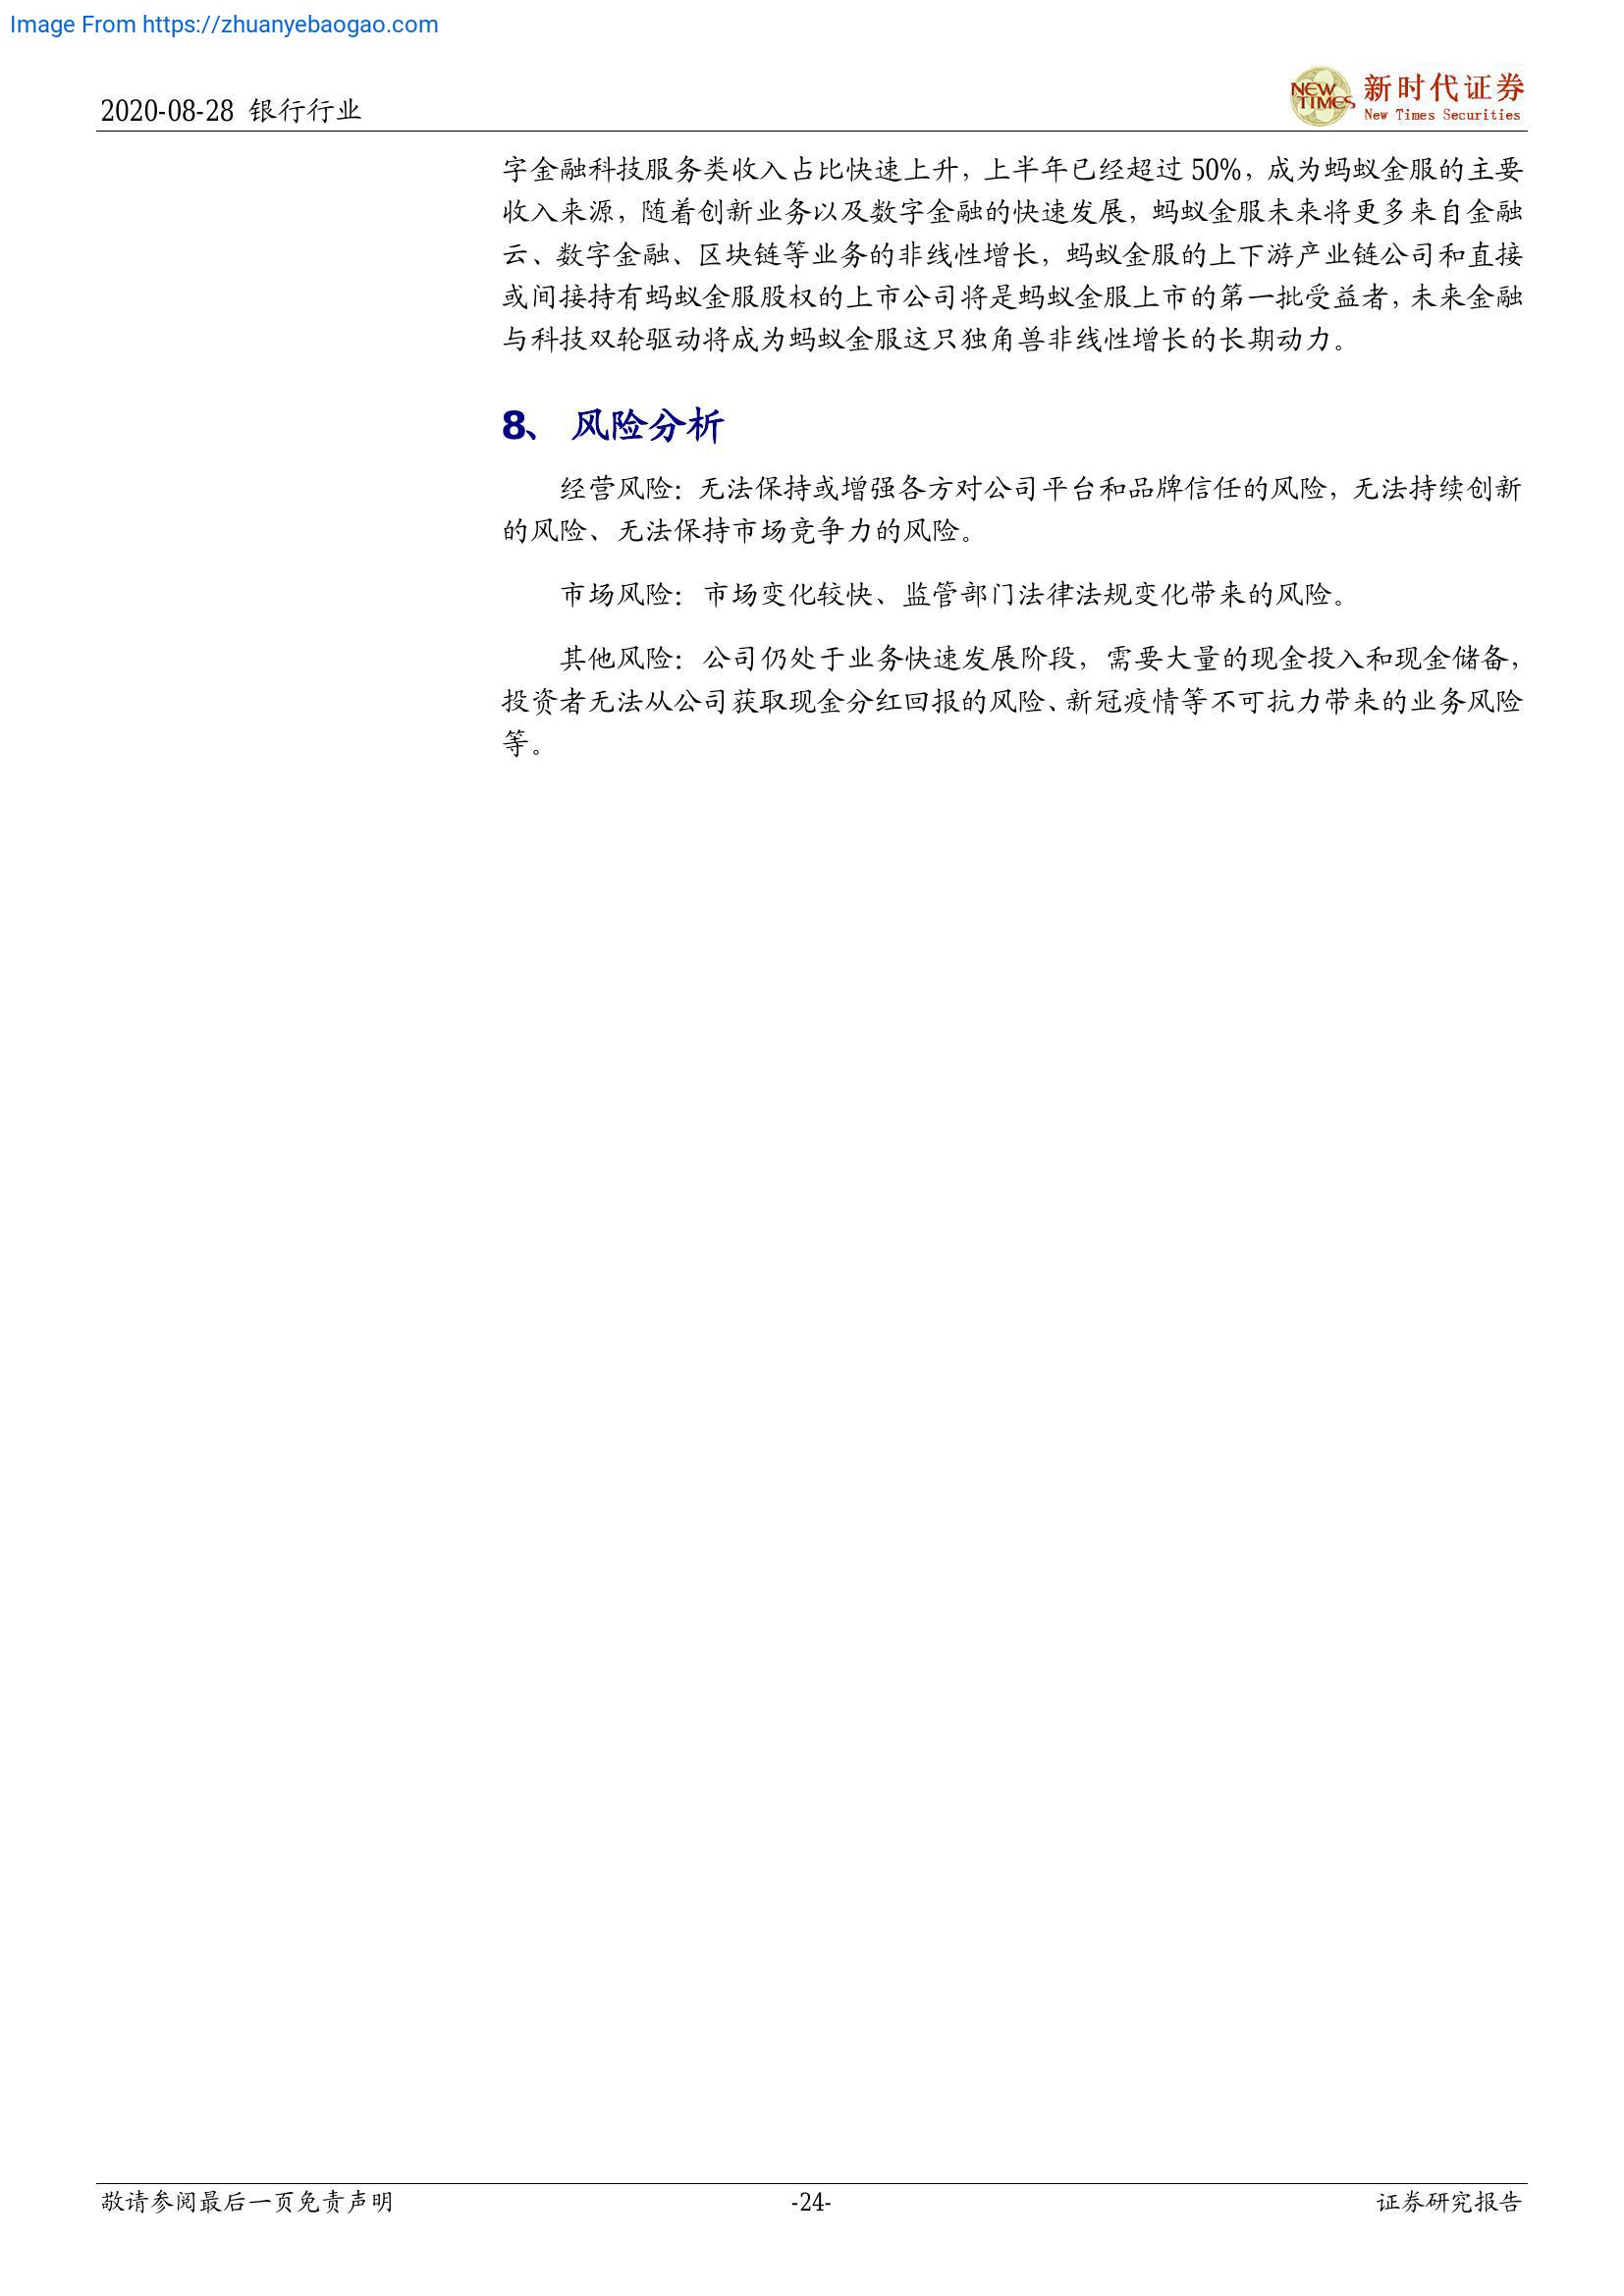 Image From https://zhuanyebaogao.com
2020-08-28 银行行业
NEW TIMES
新时代证券
New Times Securities
字金融科技服务类收入占比快速上升，上半年已经超过 50%，成为蚂蚁金服的主要
收入来源，随着创新业务以及数字金融的快速发展，蚂蚁金服未来将更多来自金融
云、数字金融、区块链等业务的非线性增长，蚂蚁金服的上下游产业链公司和直接
或间接持有蚂蚁金服股权的上市公司将是蚂蚁金服上市的第一批受益者，未来金融
与科技双轮驱动将成为蚂蚁金服这只独角兽非线性增长的长期动力。
8、 风险分析
经营风险：无法保持或增强各方对公司平台和品牌信任的风险，无法持续创新
的风险、无法保持市场竞争力的风险。
市场风险：市场变化较快、监管部门法律法规变化带来的风险。
其他风险：公司仍处于业务快速发展阶段，需要大量的现金投入和现金储备，
投资者无法从公司获取现金分红回报的风险、新冠疫情等不可抗力带来的业务风险
等。
敬请参阅最后一页免责声明
-24-
证券研究报告